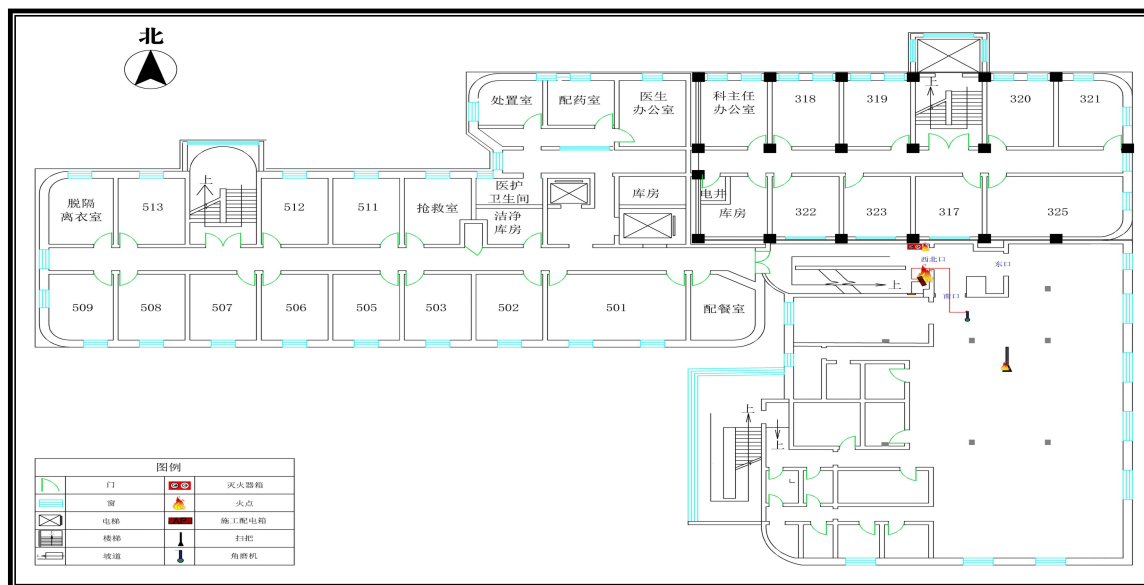 北
处置室
配药室
医生
办公室
科主任
办公室
318
319
上
320
321
脱隔
离衣室
513
上
512
511
抢救室
医护
卫生间
洁净
库房
库房
电井
库房
322
323
317
325
西北口
东口
南口
上
509
508
507
506
505
503
502
501
配餐室
上
上
图例
门
灭火器箱
窗
火点
电梯
施工配电箱
楼梯
扫把
坡道
角磨机